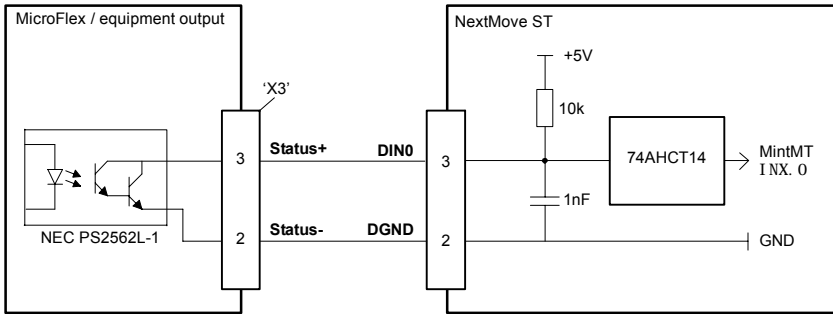 MicroFlex / equipment output
NextMove ST
+5V
'X3'
10k
Status+
DIN0
3
3
74AHCT14
MintMT
INX.0
1nF
NEC PS2562L-1
2
Status-
DGND
2
GND